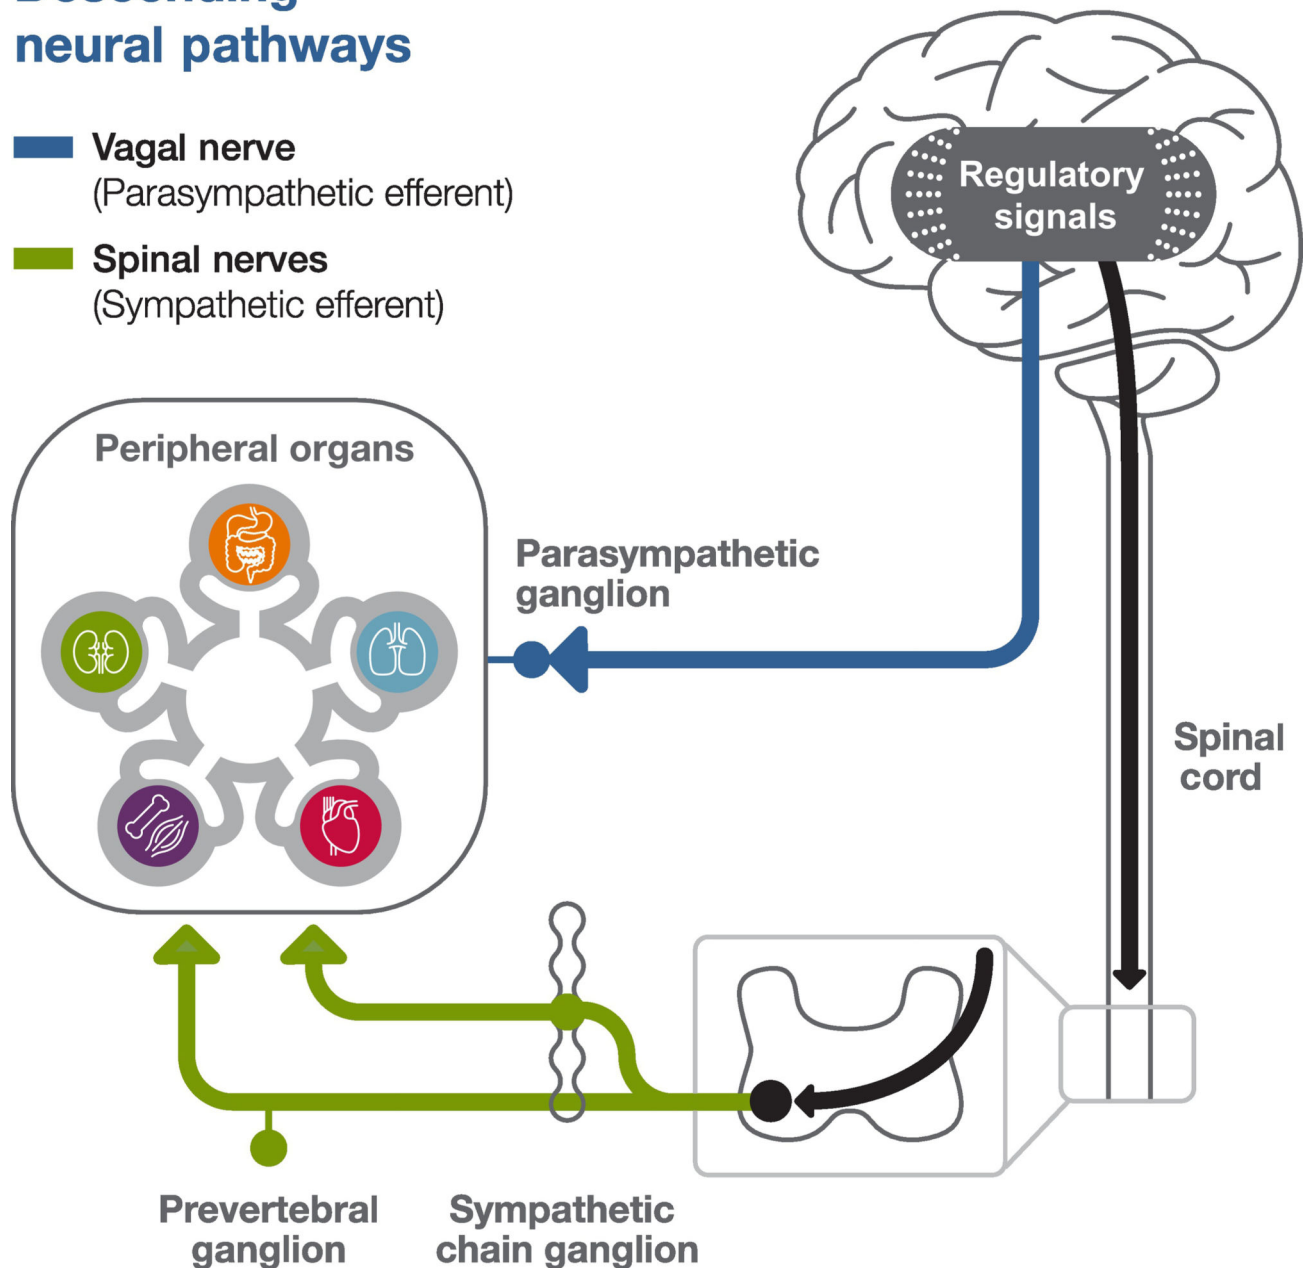 Descending
neural pathways
Vagal nerve
(Parasympathetic efferent)
Spinal nerves
(Sympathetic efferent)
Regulatory
signals
Peripheral organs
Parasympathetic
ganglion
Spinal
cord
Prevertebral
ganglion
Sympathetic
chain ganglion